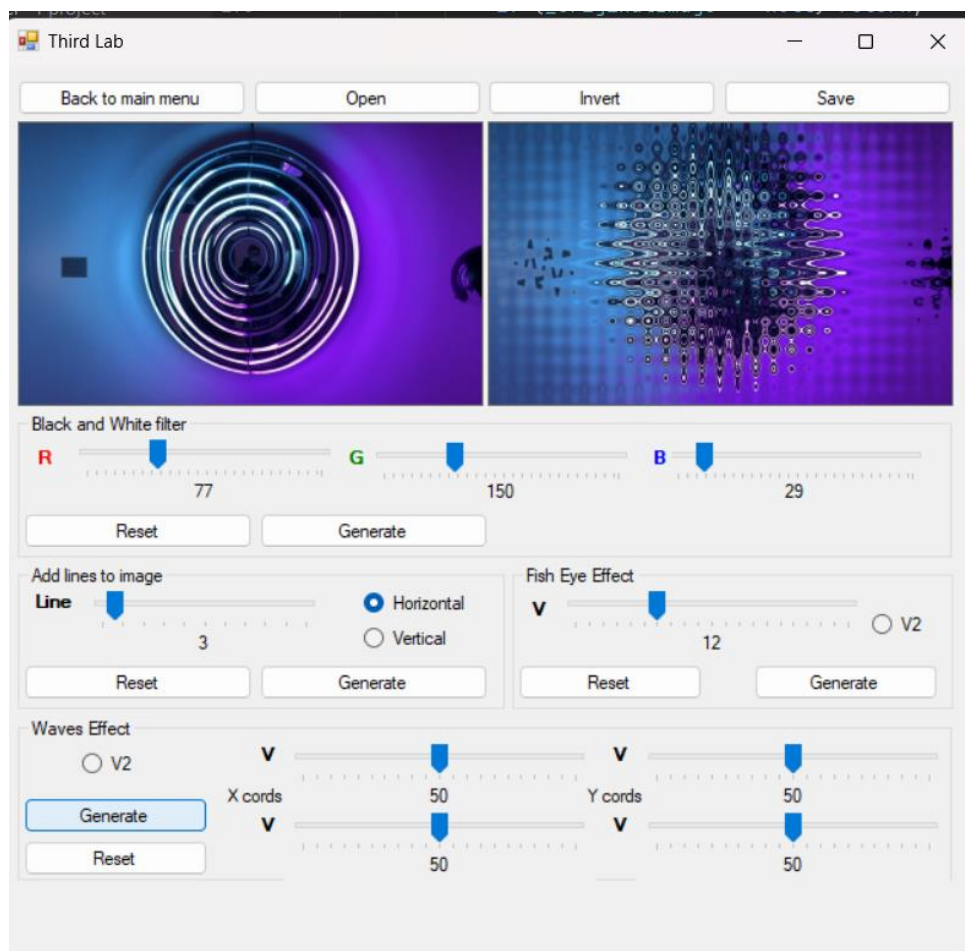 project
Third Lab
Back to main menu Open Invert Save
Black and White filter
R G B
77 150 29
Reset Generate
Add lines to image Fish Eye Effect
Line Horizontal V
3 Vertical 12 V2
Reset Generate Reset Generate
Waves Effect
V2 V V
X cords 50 Y cords 50
Generate V V
Reset 50 50